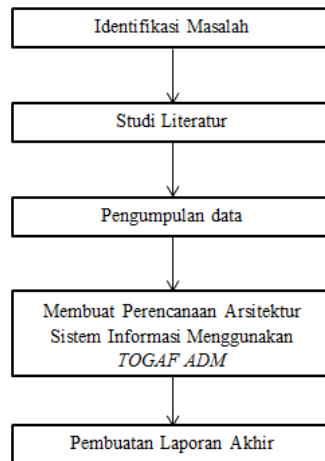 Identifikasi Masalah
Studi Literatur
Pengumpulan data
Membuat Perencanaan Arsitektur
Sistem Informasi Menggunakan
TOGAF ADM
Pembuatan Laporan Akhir